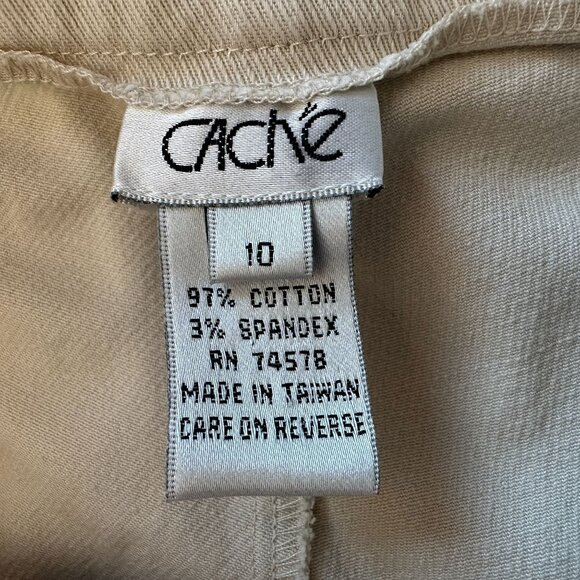 CAChé
10
97% COTTON
3% SPANDEX
RN 74578
MADE IN TAIWAN
CARE ON REVERSE